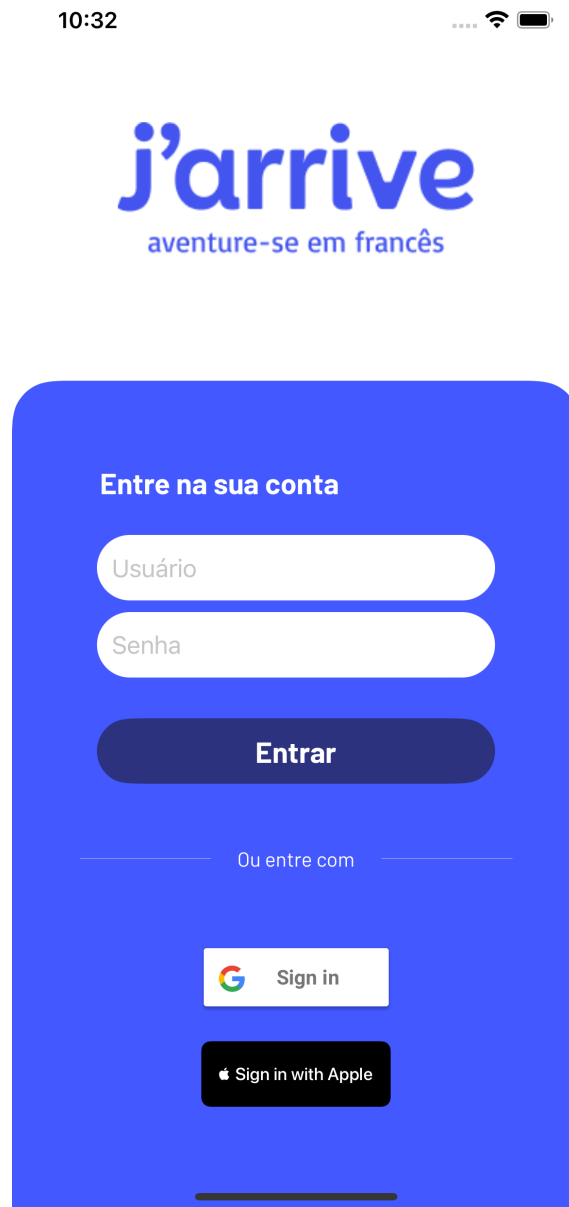 10:32
j'arrive
aventure-se em francês
Entre na sua conta
Usuário
Senha
Entrar
Ou entre com
Sign in
Sign in with Apple